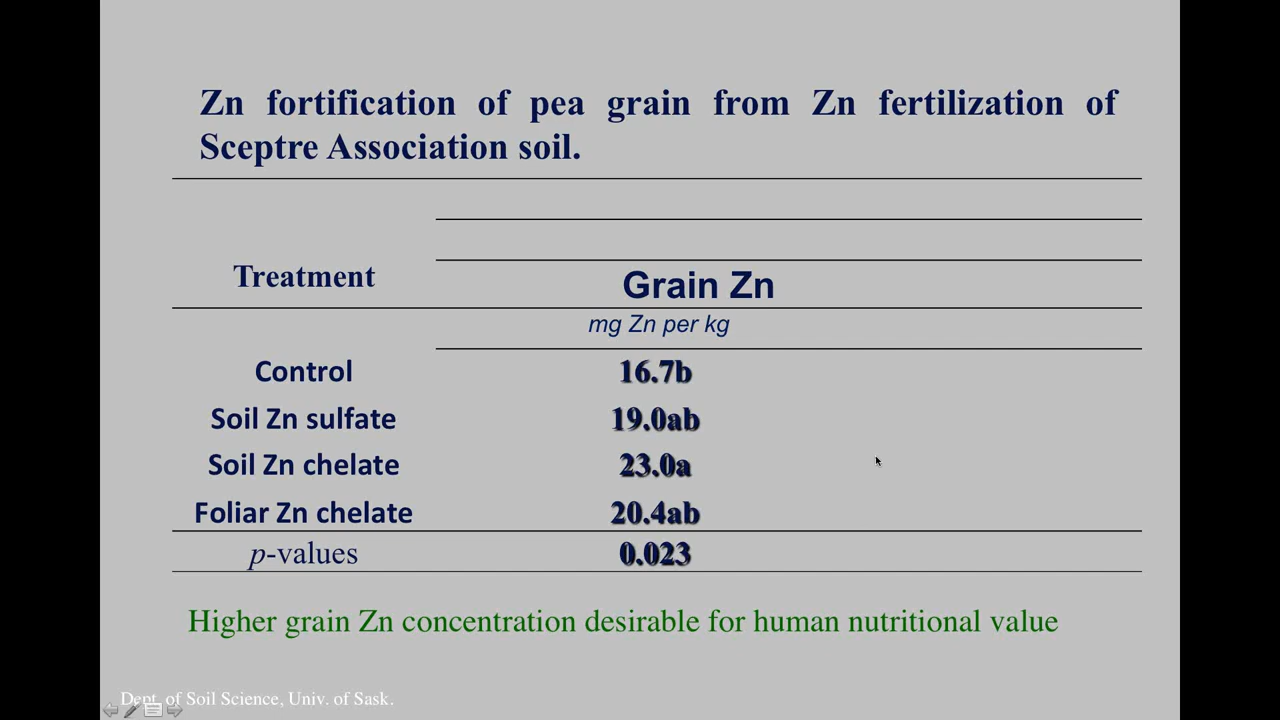 Zn fortification of pea grain from Zn fertilization of
Sceptre Association soil.
Treatment
Grain Zn
mg Zn per kg
Control 16.7b
Soil Zn sulfate 19.0ab
Soil Zn chelate 23.0a
Foliar Zn chelate 20.4ab
p-values 0.023
Higher grain Zn concentration desirable for human nutritional value
Dept. of Soil Science, Univ. of Sask.